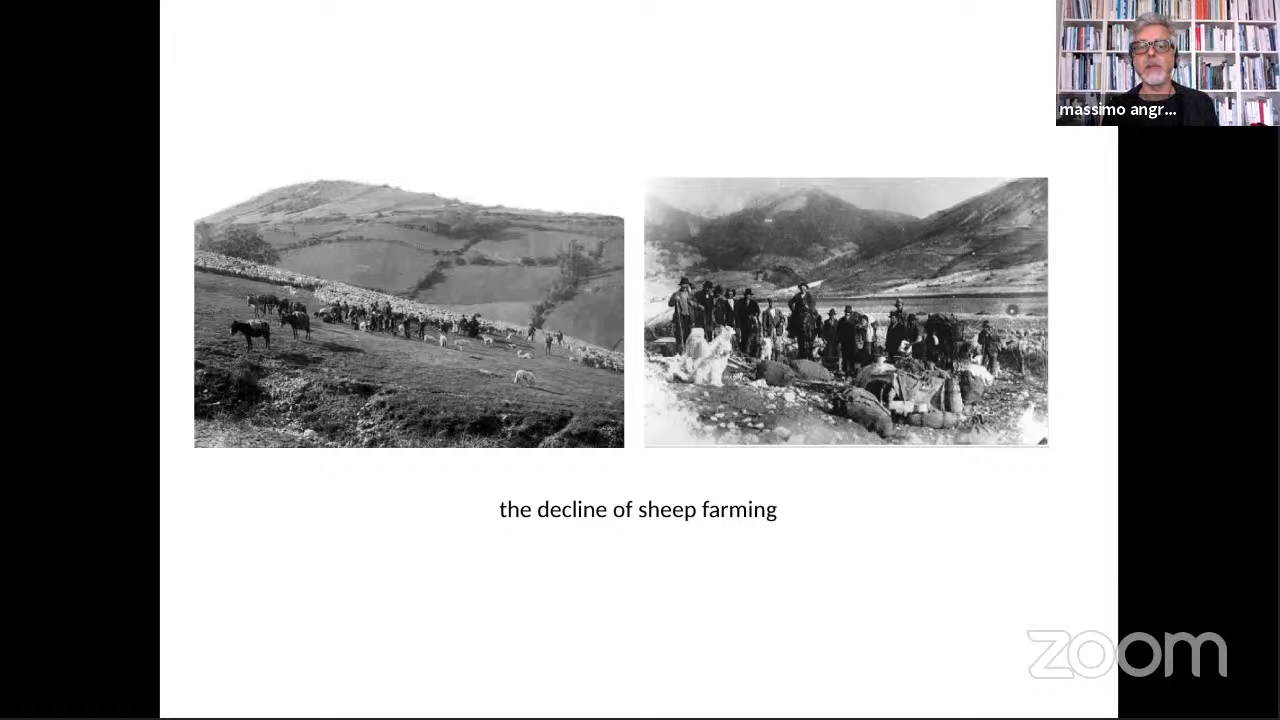 massimo angr...
the decline of sheep farming
zoom